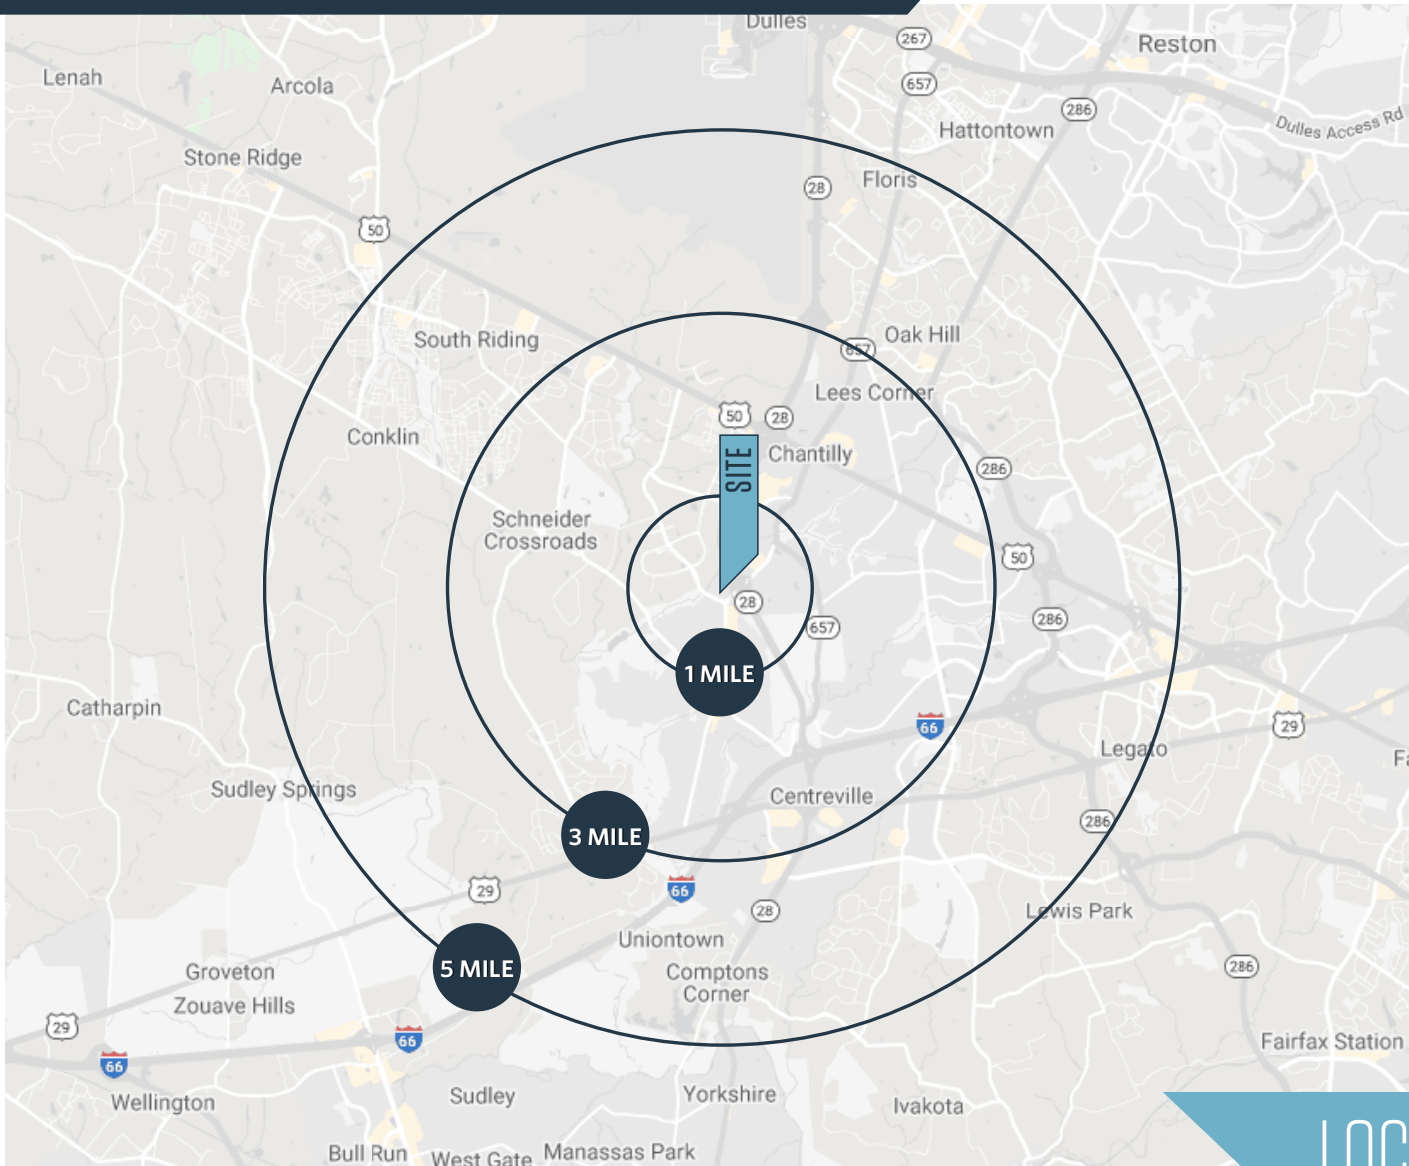 Dulles
267
Reston
Lenah
Arcola
657
286
Dulles Access Rd
Hattontown
Stone Ridge
28
Floris
50
South Riding
Oak Hill
657
Lees Corner
50
28
Conklin
SITE
Chantilly
286
Schneider
Crossroads
50
28
657
286
1 MILE
Catharpin
66
29
Legato
Sudley Springs
Centreville
286
3 MILE
29
66
28
Lewis Park
Uniontown
5 MILE
Groveton
Comptons
Corner
286
Zouave Hills
29
66
Fairfax Station
66
Wellington
Sudley
Yorkshire
Ivakota
Bull Run
West Gate
Manassas Park